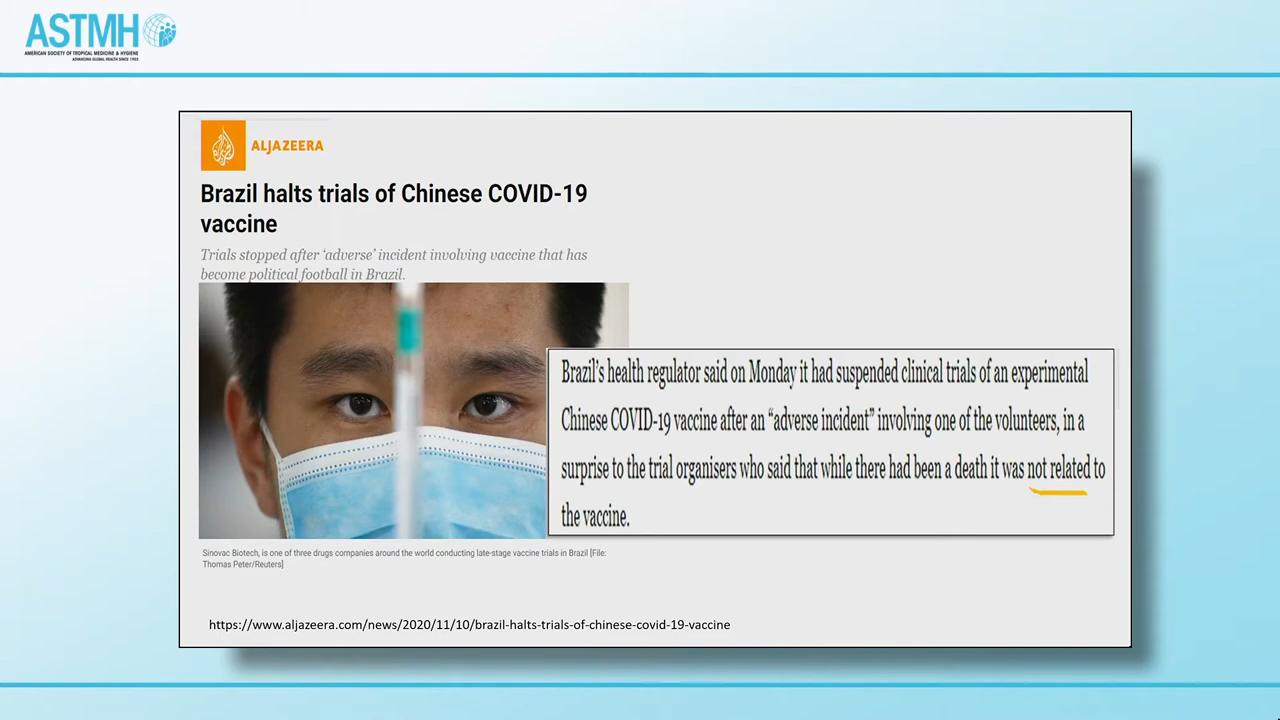 ASTMH
AMERICAN SOCIETY OF TROPICAL MEDICINE & HYGIENE
ADVANCING GLOBAL HEALTH SINCE 1903
ALJAZEERA
Brazil halts trials of Chinese COVID-19
vaccine
Trials stopped after ‘adverse’ incident involving vaccine that has
become political football in Brazil.
Brazil’s health regulator said on Monday it had suspended clinical trials of an experimental
Chinese COVID-19 vaccine after an “adverse incident” involving one of the volunteers, in a
surprise to the trial organisers who said that while there had been a death it was not related to
the vaccine.
Sinovac Biotech, is one of three drugs companies around the world conducting late-stage vaccine trials in Brazil [File:
Thomas Peter/Reuters]
https://www.aljazeera.com/news/2020/11/10/brazil-halts-trials-of-chinese-covid-19-vaccine